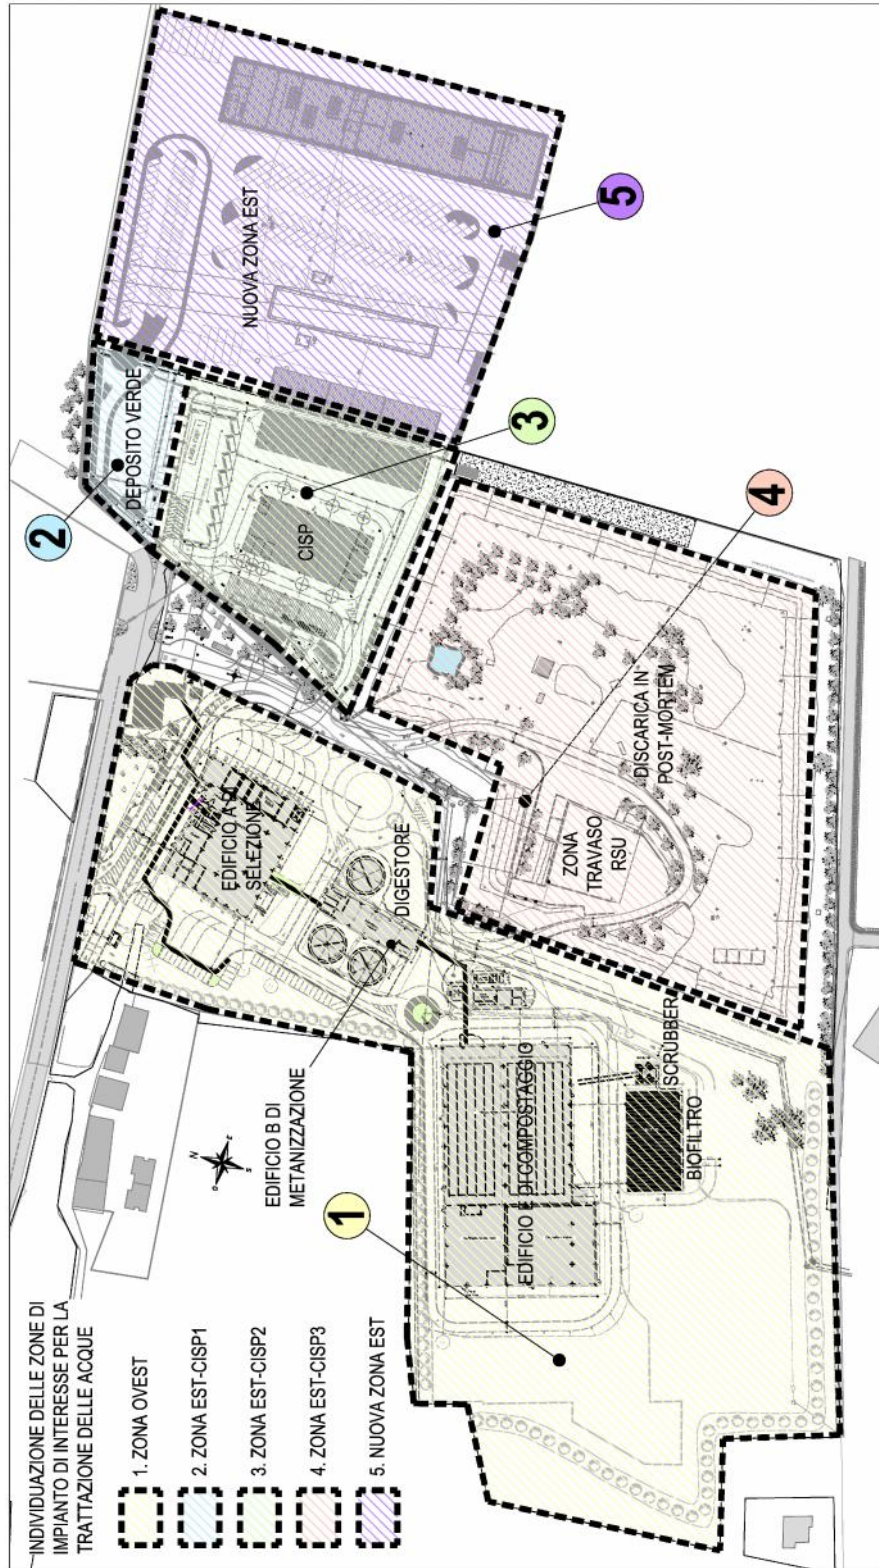 INDIVIDUAZIONE DELLE ZONE DI
IMPIANTO DI INTERESSE PER LA
TRATTAZIONE DELLE ACQUE
1. ZONA OVEST
2. ZONA EST-CISP1
3. ZONA EST-CISP2
4. ZONA EST-CISP3
5. NUOVA ZONA EST
N
E
S
O
EDIFICIO B DI
METANIZZAZIONE
1
EDIFICIO A DI
SELEZIONE
DIGESTORE
EDIFICIO E DI COMPOSTAGGIO
SCRUBBER
BIOFILTRO
2
DEPOSITO VERDE
CISP
3
ZONA
TRAVASO
RSU
DISCARICA IN
POST-MORTEM
4
NUOVA ZONA EST
5